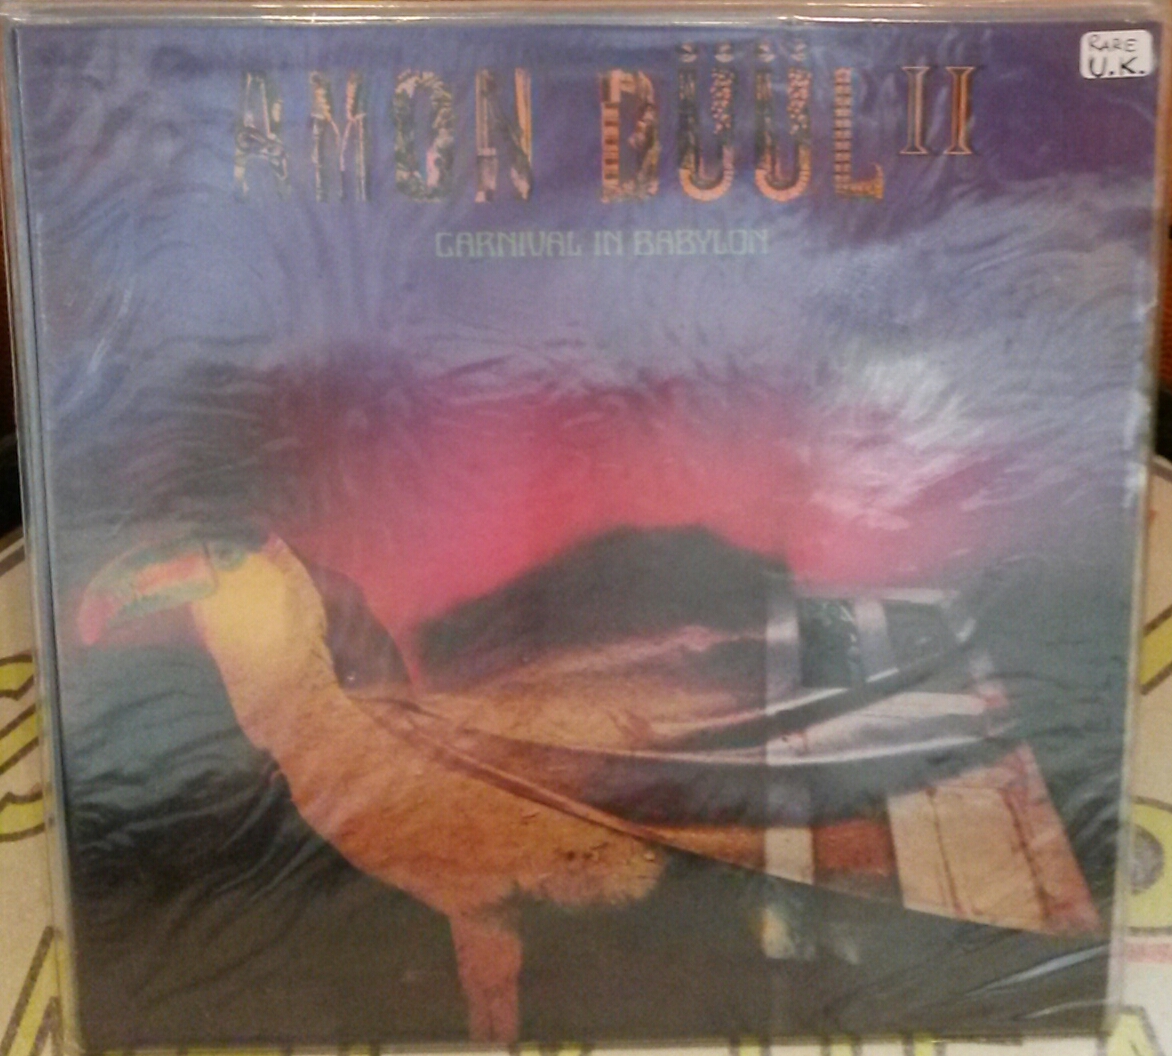 AMON DÜÜL II
CARNIVAL IN BABYLON
RARE
U.K.